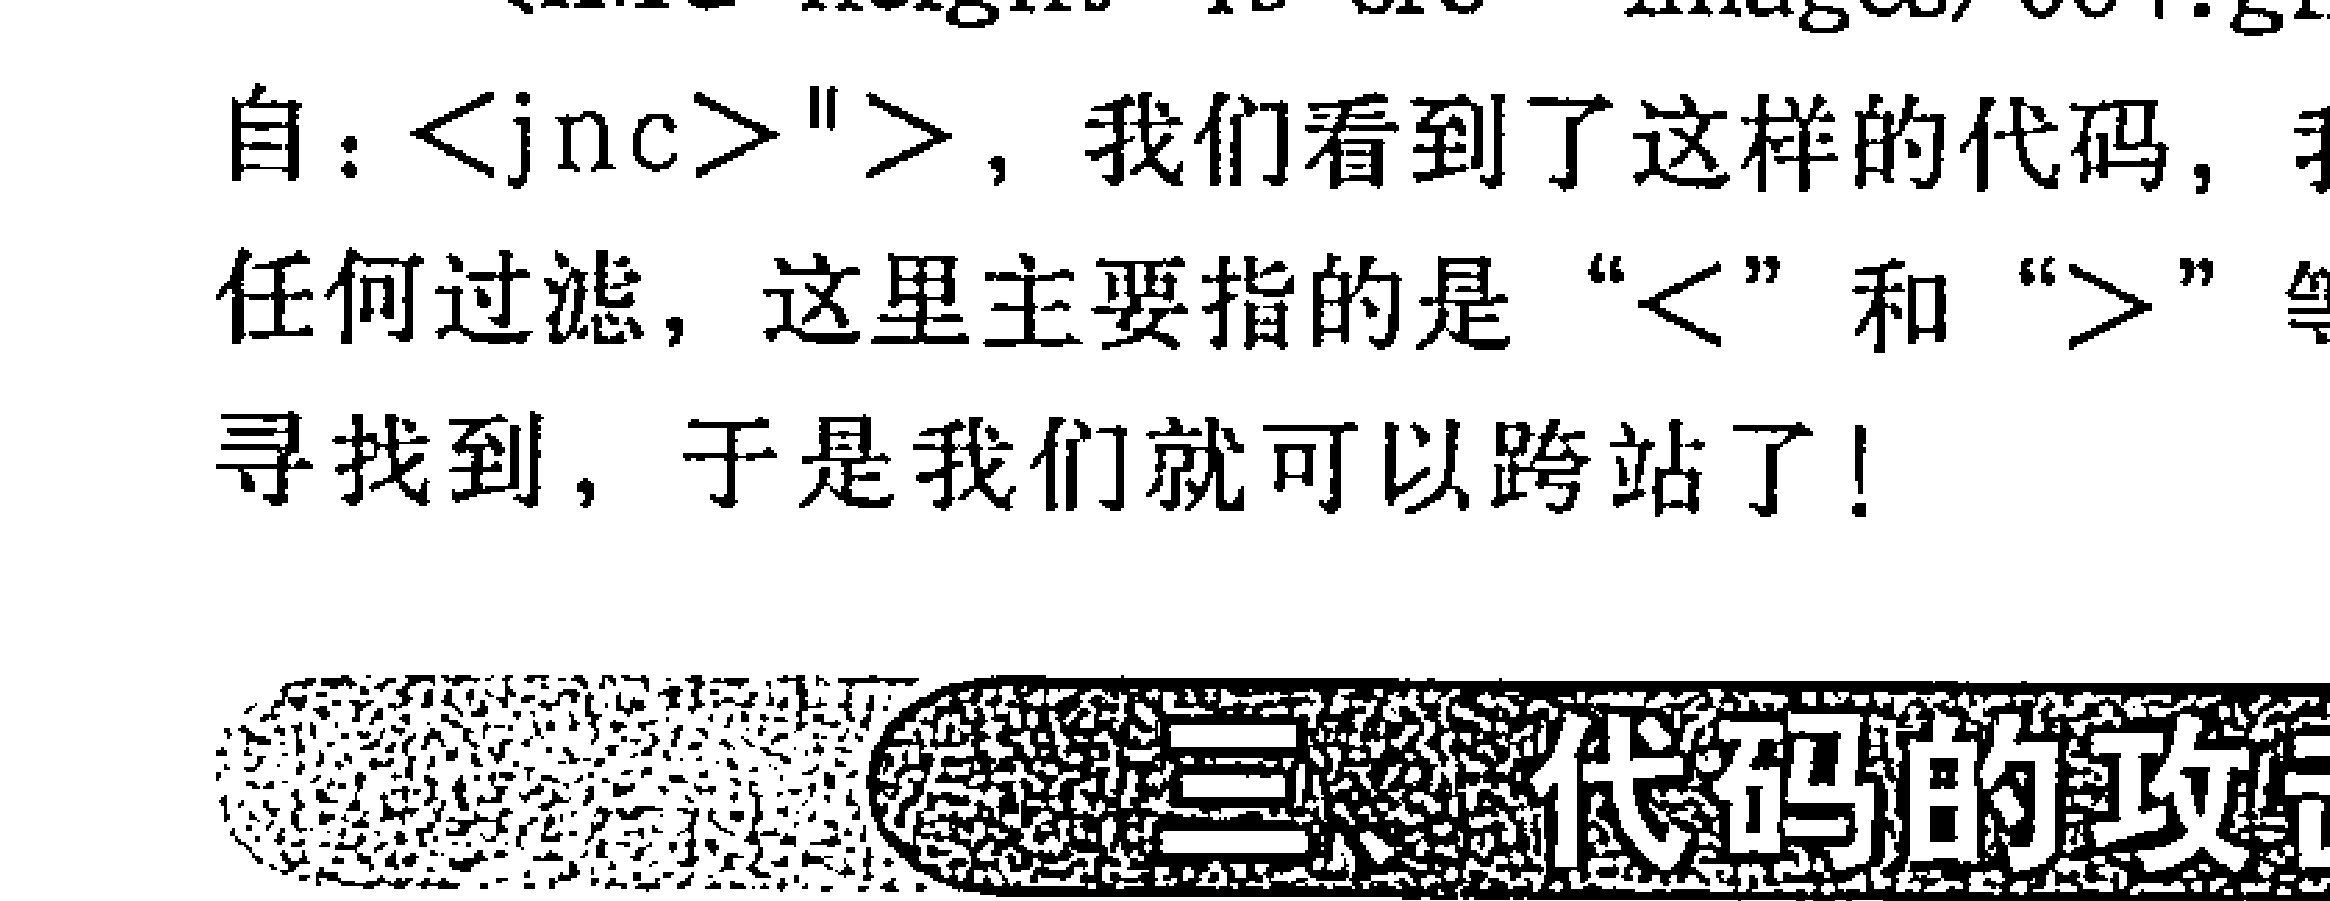 自：<jnc>">，我们看到了这样的代码，
任何过滤，这里主要指的是“<”和“>”等
寻找到，于是我们就可以跨站了！
三、代码的攻